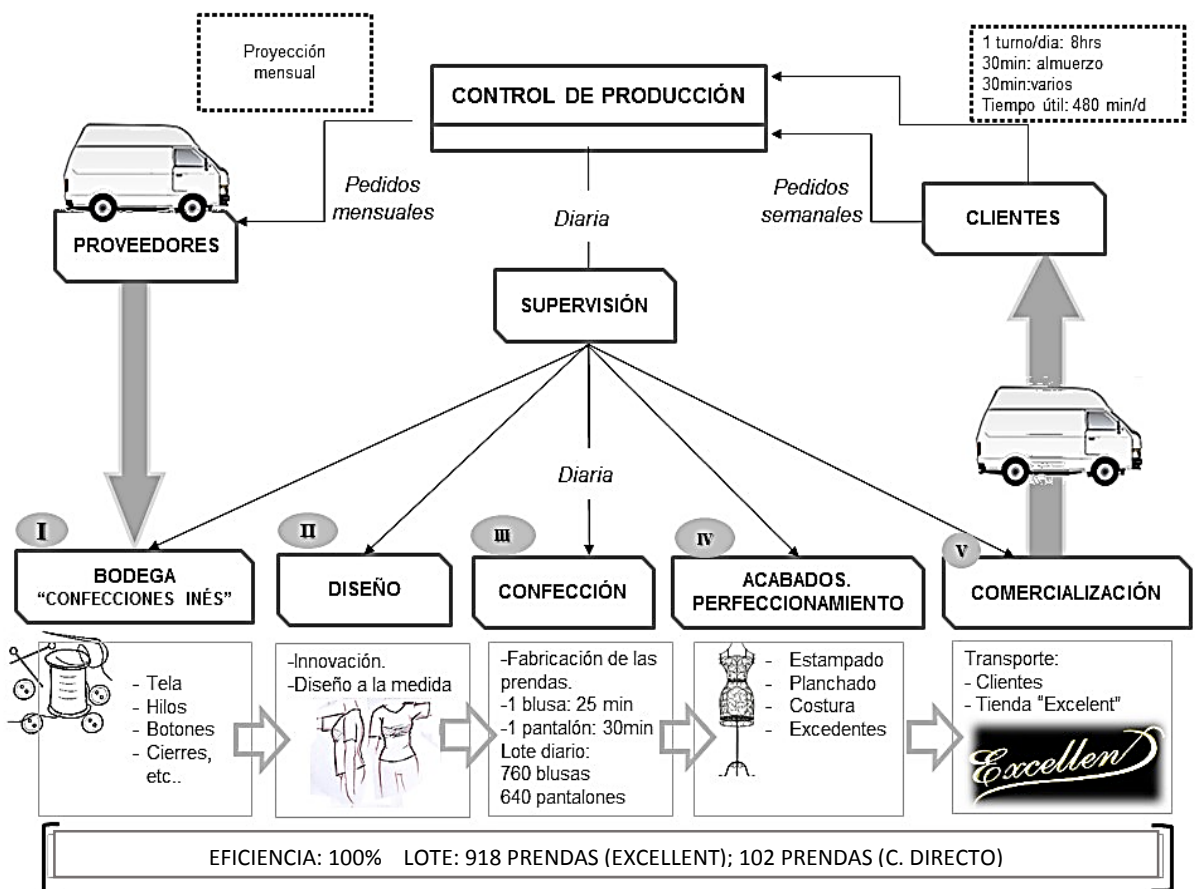 Proyección
mensual
1 turno/dia: 8hrs
30min: almuerzo
30min:varios
Tiempo útil: 480 min/d
CONTROL DE PRODUCCIÓN
Pedidos
mensuales
Diaria
Pedidos
semanales
PROVEEDORES
CLIENTES
SUPERVISIÓN
Diaria
I
BODEGA
“CONFECCIONES INÉS”
II
DISEÑO
III
CONFECCIÓN
IV
ACABADOS.
PERFECCIONAMIENTO
V
COMERCIALIZACIÓN
- Tela
- Hilos
- Botones
- Cierres,
etc..
-Innovación.
-Diseño a la medida
-Fabricación de las
prendas.
-1 blusa: 25 min
-1 pantalón: 30min
Lote diario:
760 blusas
640 pantalones
- Estampado
- Planchado
- Costura
- Excedentes
Transporte:
- Clientes
- Tienda "Excelent"
Excellent
EFICIENCIA: 100% LOTE: 918 PRENDAS (EXCELLENT); 102 PRENDAS (C. DIRECTO)